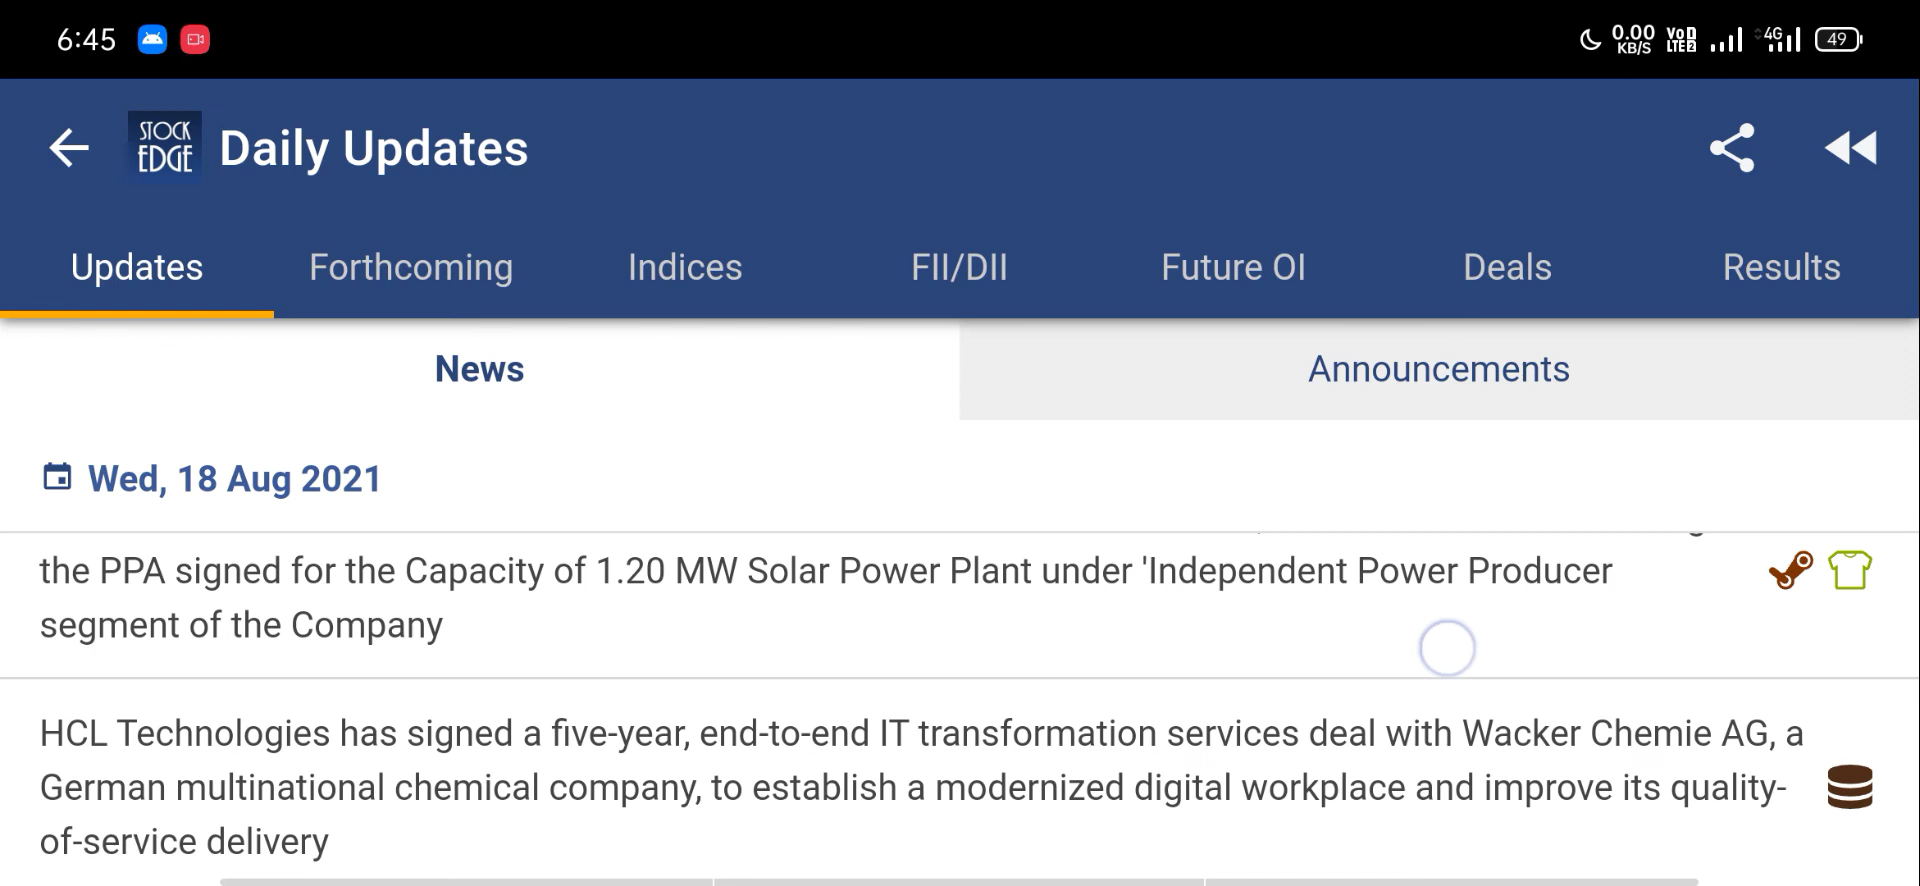 6:45
0.00 KB/S
VoD LTE2
4G
49
STOCK EDGE
Daily Updates
Updates Forthcoming Indices FII/DII Future OI Deals Results
News Announcements
Wed, 18 Aug 2021
the PPA signed for the Capacity of 1.20 MW Solar Power Plant under 'Independent Power Producer
segment of the Company
HCL Technologies has signed a five-year, end-to-end IT transformation services deal with Wacker Chemie AG, a
German multinational chemical company, to establish a modernized digital workplace and improve its quality-
of-service delivery